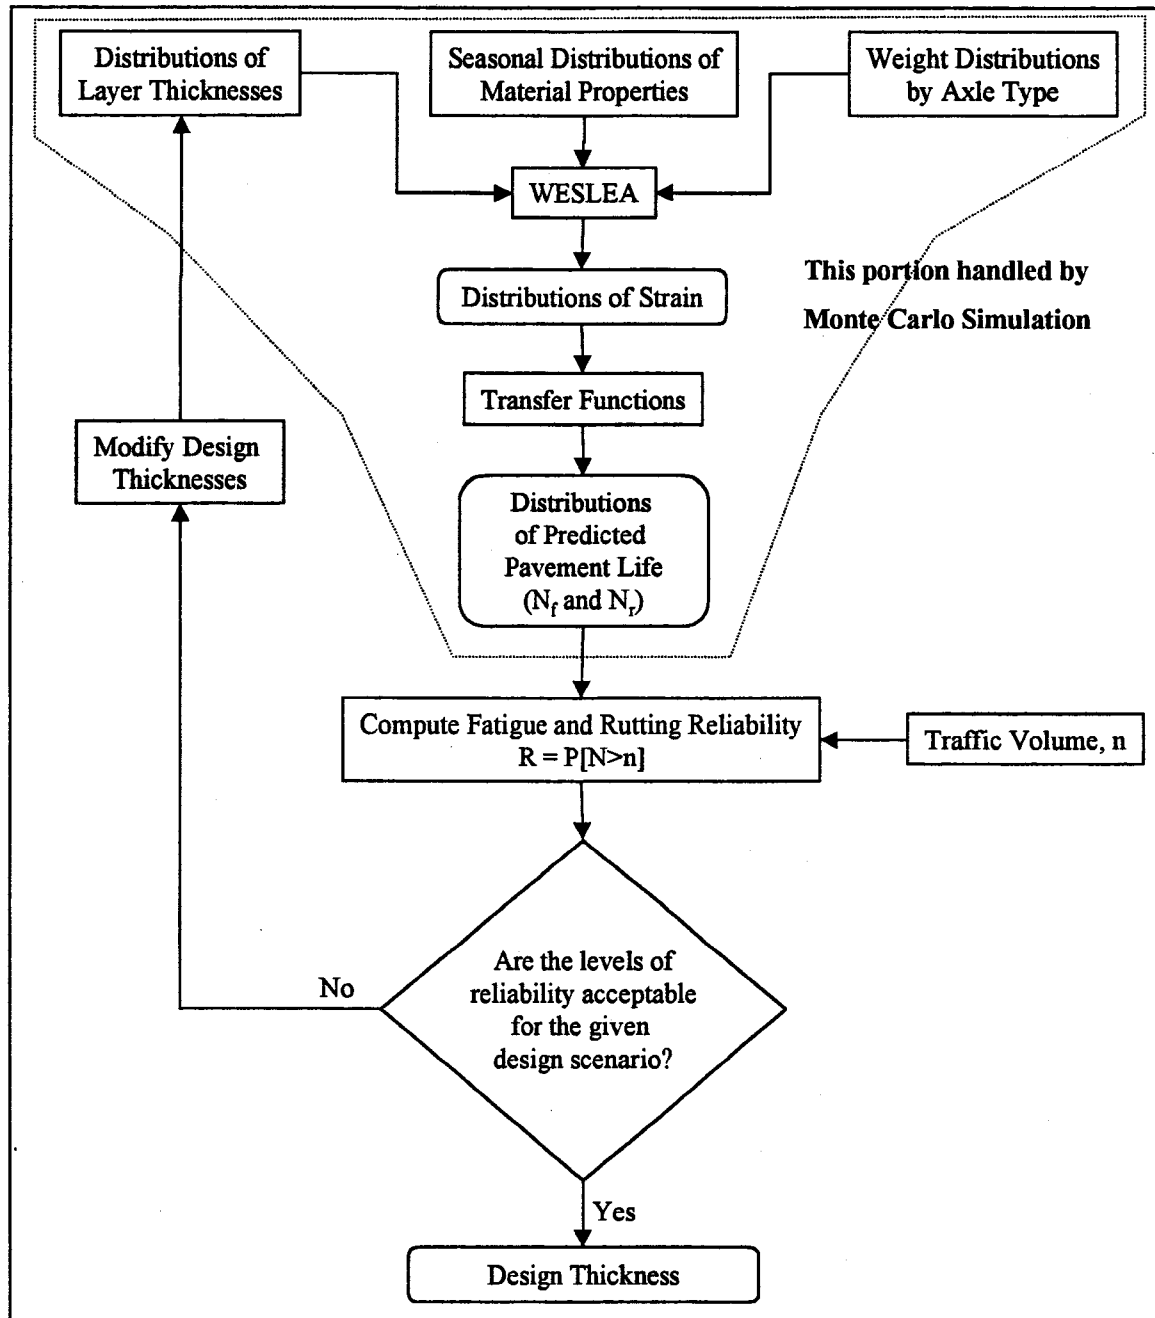 Distributions of
Layer Thicknesses
Seasonal Distributions of
Material Properties
Weight Distributions
by Axle Type
WESLEA
Distributions of Strain
This portion handled by
Monte Carlo Simulation
Transfer Functions
Modify Design
Thicknesses
Distributions
of Predicted
Pavement Life
(N_f and N_r)
Compute Fatigue and Rutting Reliability
R = P[N>n]
Traffic Volume, n
Are the levels of
reliability acceptable
for the given
design scenario?
No
Yes
Design Thickness